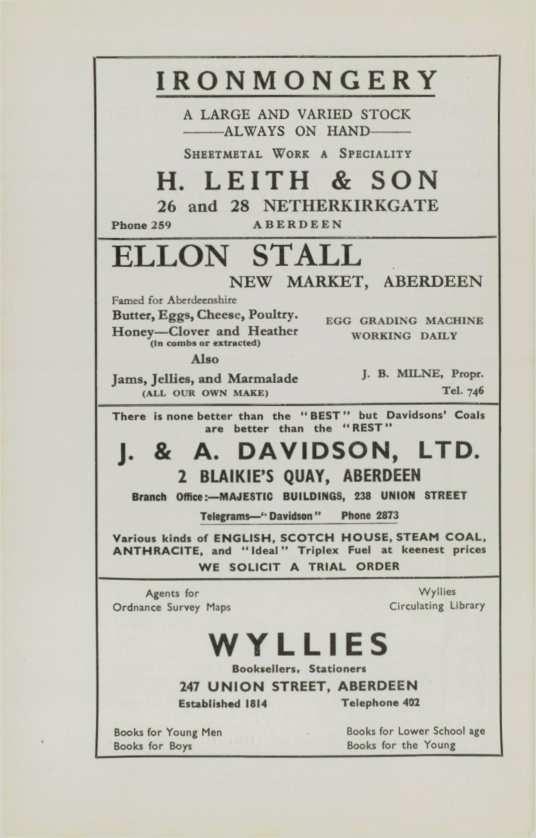 IRONMONGERY
A LARGE AND VARIED STOCK
——ALWAYS ON HAND——
SHEETMETAL WORK A SPECIALITY
H. LEITH & SON
26 and 28 NETHERKIRKGATE
Phone 259 ABERDEEN
ELLON STALL
NEW MARKET, ABERDEEN
Famed for Aberdeenshire
Butter, Eggs, Cheese, Poultry.
Honey—Clover and Heather
(In combs or extracted)
Also
Jams, Jellies, and Marmalade
(ALL OUR OWN MAKE)
EGG GRADING MACHINE
WORKING DAILY
J. B. MILNE, Propr.
Tel. 746
There is none better than the "BEST" but Davidsons' Coals
are better than the "REST"
J. & A. DAVIDSON, LTD.
2 BLAIKIE'S QUAY, ABERDEEN
Branch Office:—MAJESTIC BUILDINGS, 238 UNION STREET
Telegrams—"Davidson" Phone 2873
Various kinds of ENGLISH, SCOTCH HOUSE, STEAM COAL,
ANTHRACITE, and "Ideal" Triplex Fuel at keenest prices
WE SOLICIT A TRIAL ORDER
Agents for
Ordnance Survey Maps
Wyllies
Circulating Library
WYLLIES
Booksellers, Stationers
247 UNION STREET, ABERDEEN
Established 1814 Telephone 402
Books for Young Men
Books for Boys
Books for Lower School age
Books for the Young